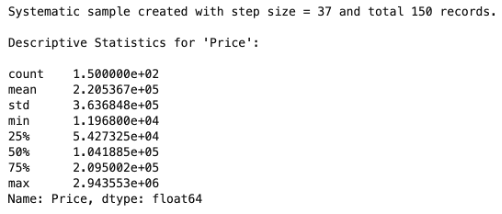 Systematic sample created with step size = 37 and total 150 records.
Descriptive Statistics for 'Price':
count 1.500000e+02
mean 2.205367e+05
std 3.636848e+05
min 1.196800e+04
25% 5.427325e+04
50% 1.041885e+05
75% 2.095002e+05
max 2.943553e+06
Name: Price, dtype: float64